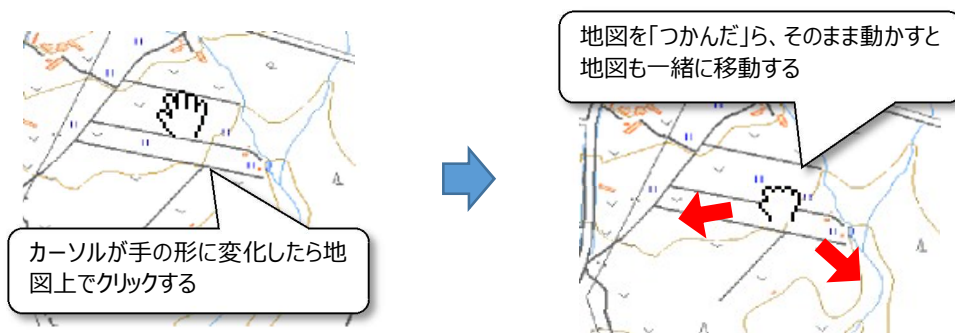 カーソルが手の形に変化したら地
図上でクリックする
地図を「つかんだ」ら、そのまま動かすと
地図も一緒に移動する